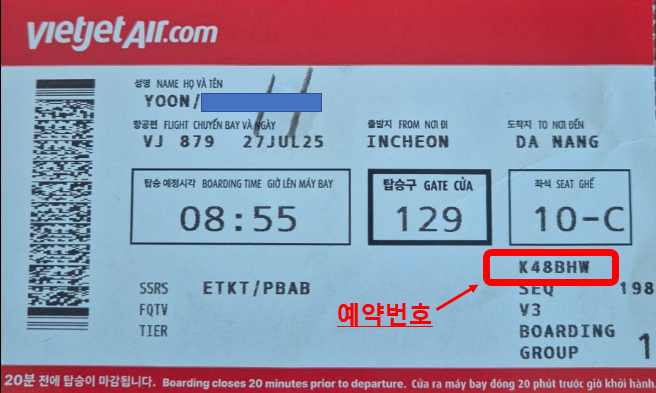 vietjetAir.com
성명 NAME HỌ VÀ TÊN
YOON/
항공편 FLIGHT CHUYẾN BAY VÀ NGÀY 출발지 FROM NƠI ĐI 도착지 TO NƠI ĐẾN
VJ 879 27JUL25 INCHEON DA NANG
탑승 예정시각 BOARDING TIME GIỜ LÊN MÁY BAY 탑승구 GATE CỬA 좌석 SEAT GHẾ
08:55 129 10-C
K48BHW
SSRS ETKT/PBAB SEQ 198
FQTV V3
예약번호
TIER BOARDING
GROUP 1
20분 전에 탑승이 마감됩니다. Boarding closes 20 minutes prior to departure. Cửa ra máy bay đóng 20 phút trước giờ khởi hành.